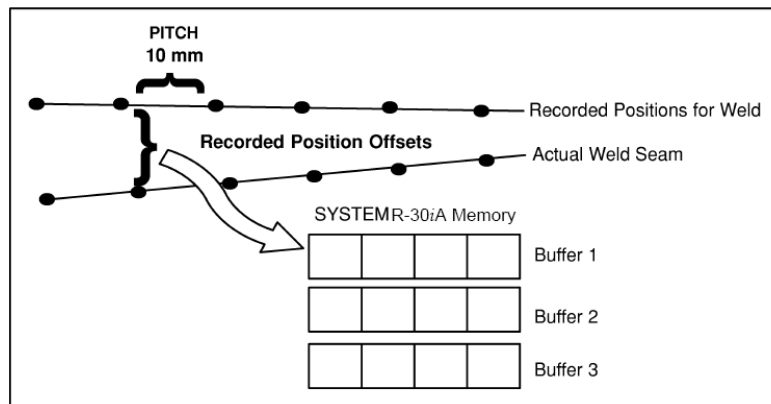 PITCH
10 mm
Recorded Positions for Weld
Recorded Position Offsets
Actual Weld Seam
SYSTEM R-30iA Memory
Buffer 1
Buffer 2
Buffer 3